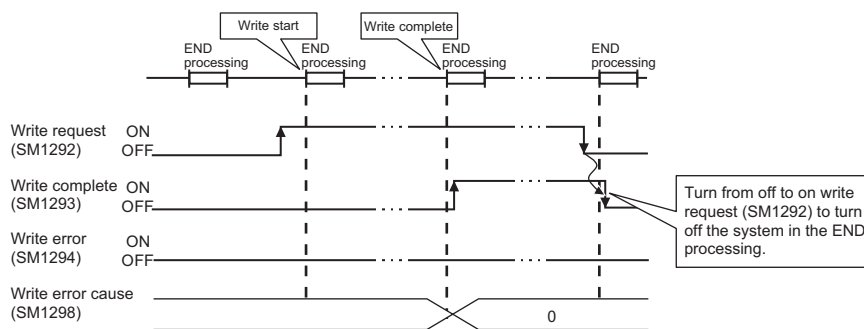 Write start
Write complete
END
processing
END
processing
END
processing
END
processing
Write request
(SM1292)
ON
OFF
Write complete
(SM1293)
ON
OFF
Turn from off to on write
request (SM1292) to turn
off the system in the END
processing.
Write error
(SM1294)
ON
OFF
Write error cause
(SM1298)
0